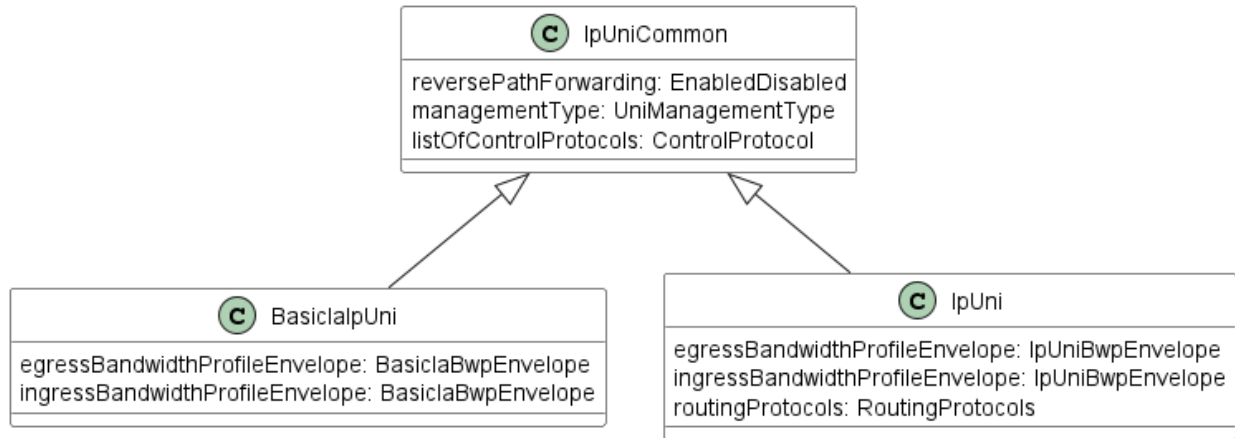 C IpUniCommon
reversePathForwarding: EnabledDisabled
managementType: UniManagementType
listOfControlProtocols: ControlProtocol
C BasicIaIpUni
egressBandwidthProfileEnvelope: BasicIaBwpEnvelope
ingressBandwidthProfileEnvelope: BasicIaBwpEnvelope
C IpUni
egressBandwidthProfileEnvelope: IpUniBwpEnvelope
ingressBandwidthProfileEnvelope: IpUniBwpEnvelope
routingProtocols: RoutingProtocols